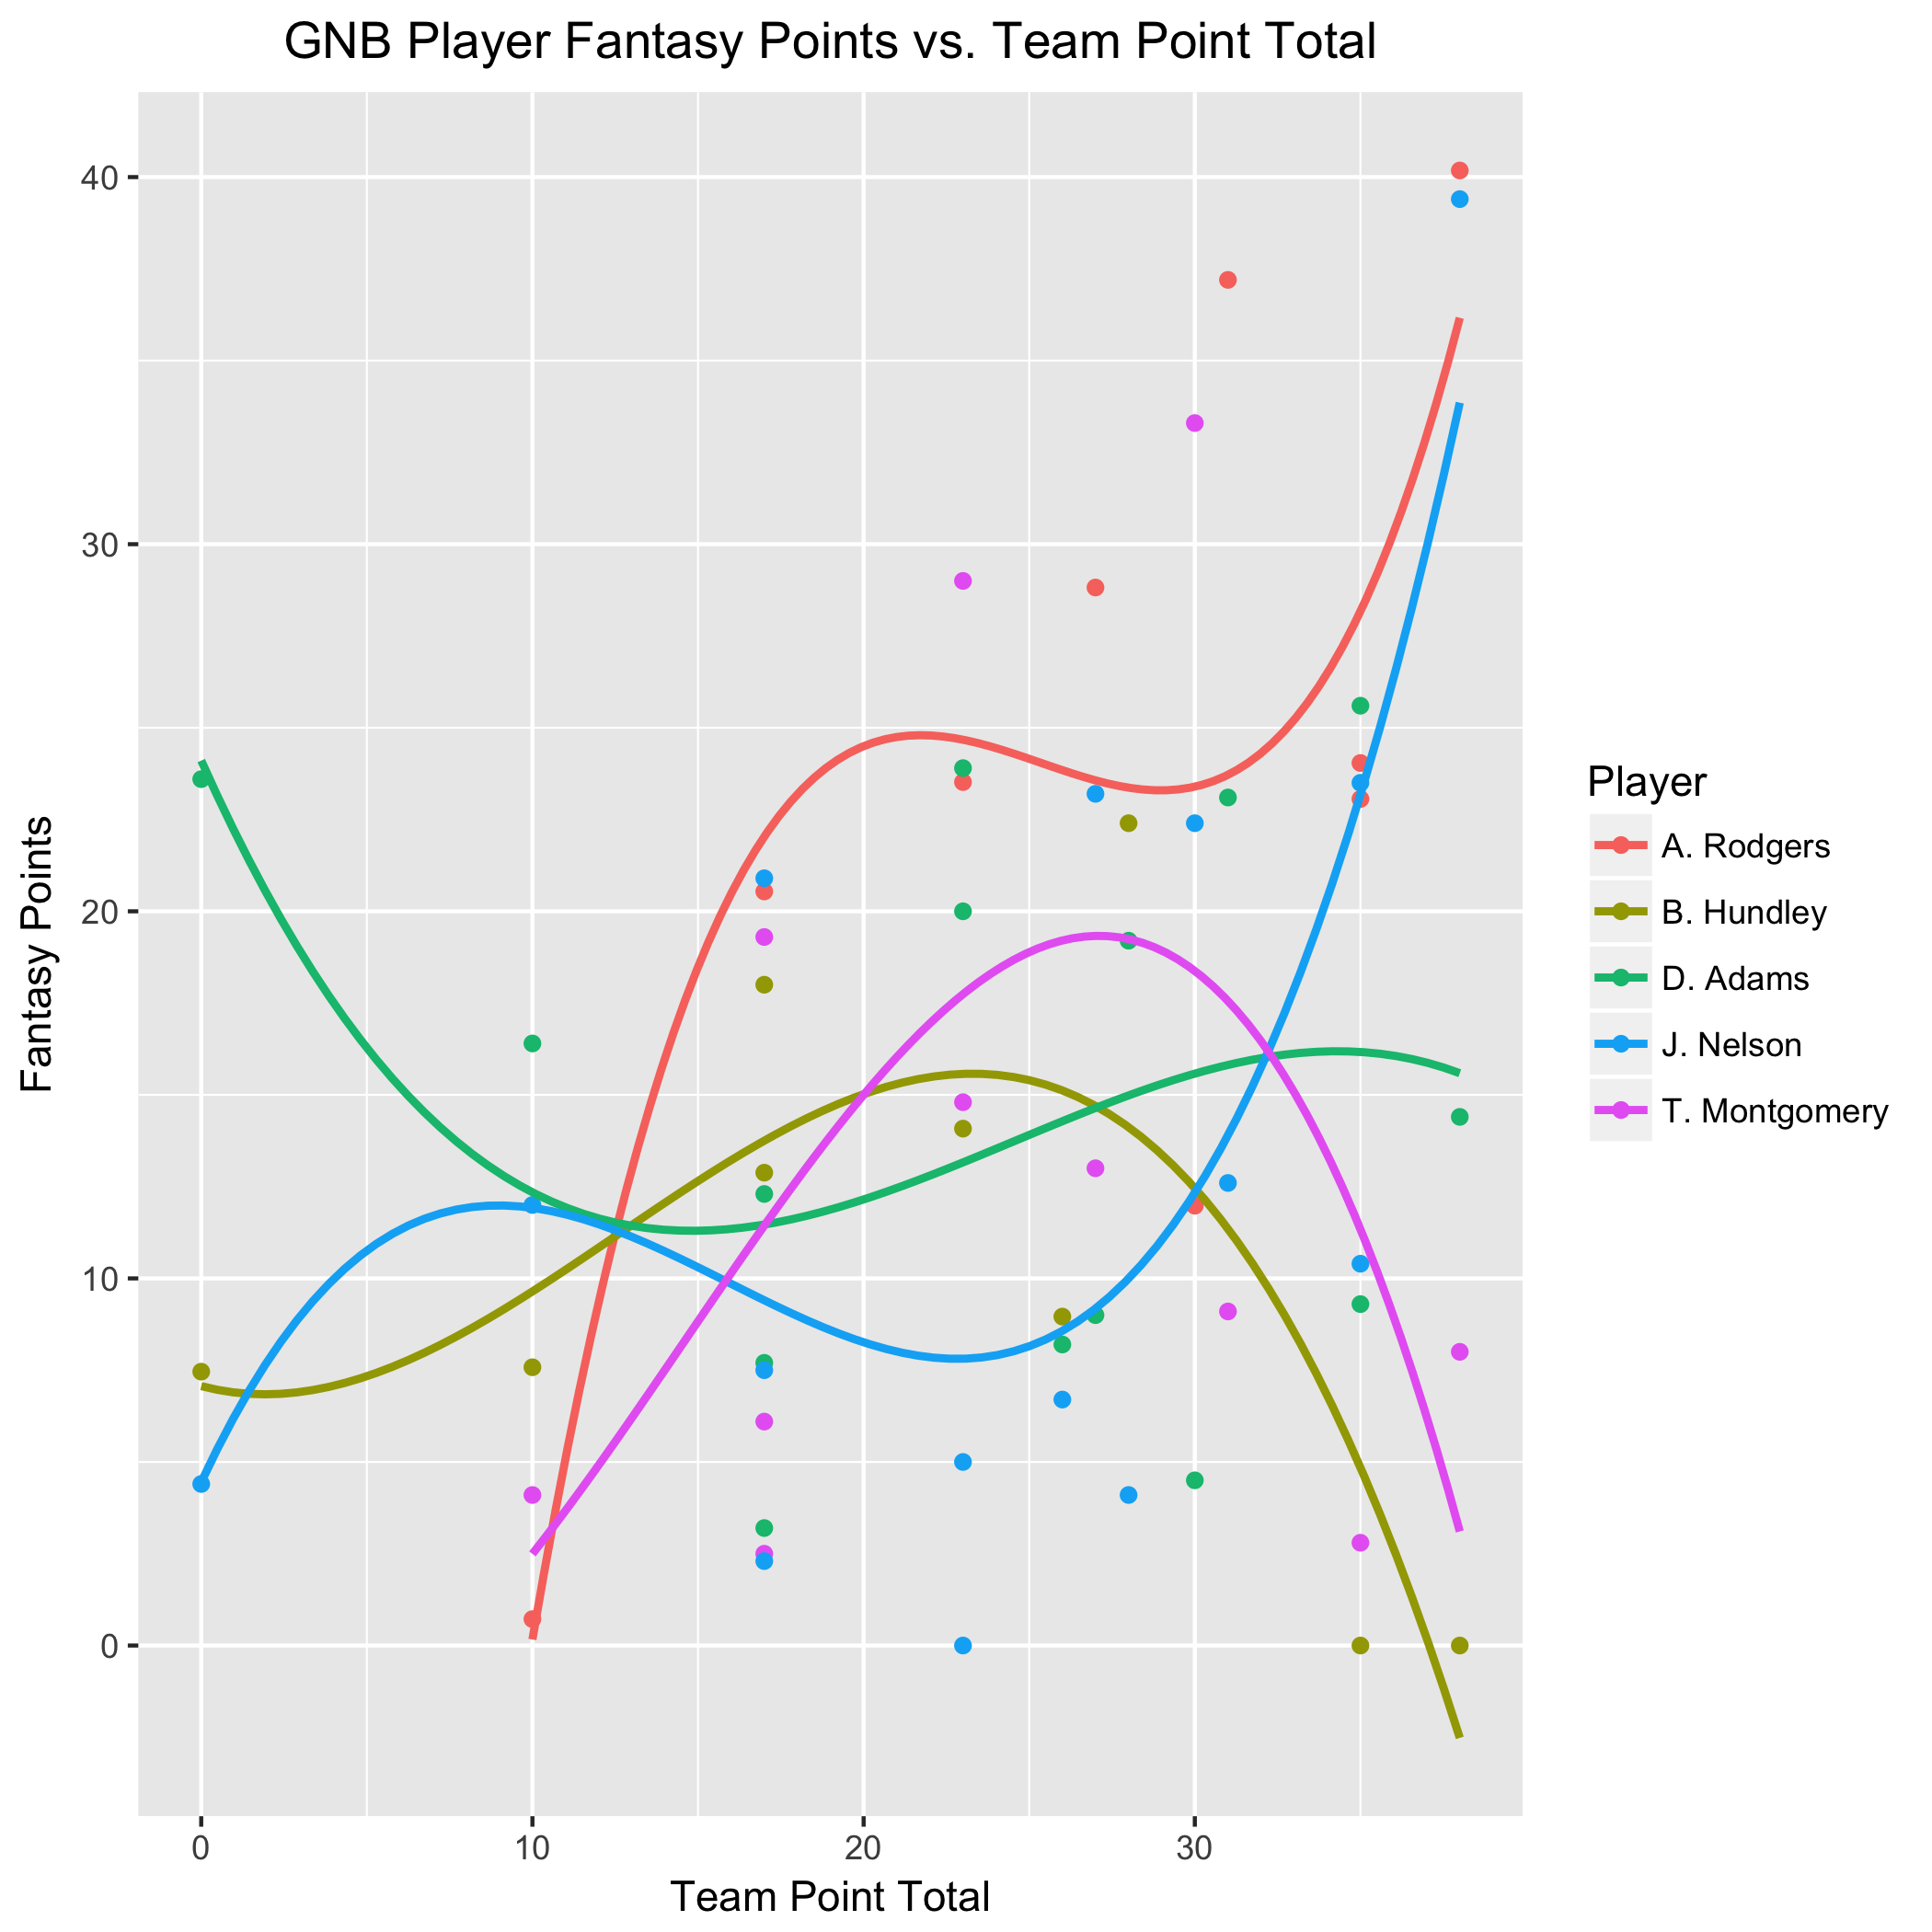 GNB Player Fantasy Points vs. Team Point Total
40
30
20
10
0
Fantasy Points
0 10 20 30
Team Point Total
Player
A. Rodgers
B. Hundley
D. Adams
J. Nelson
T. Montgomery